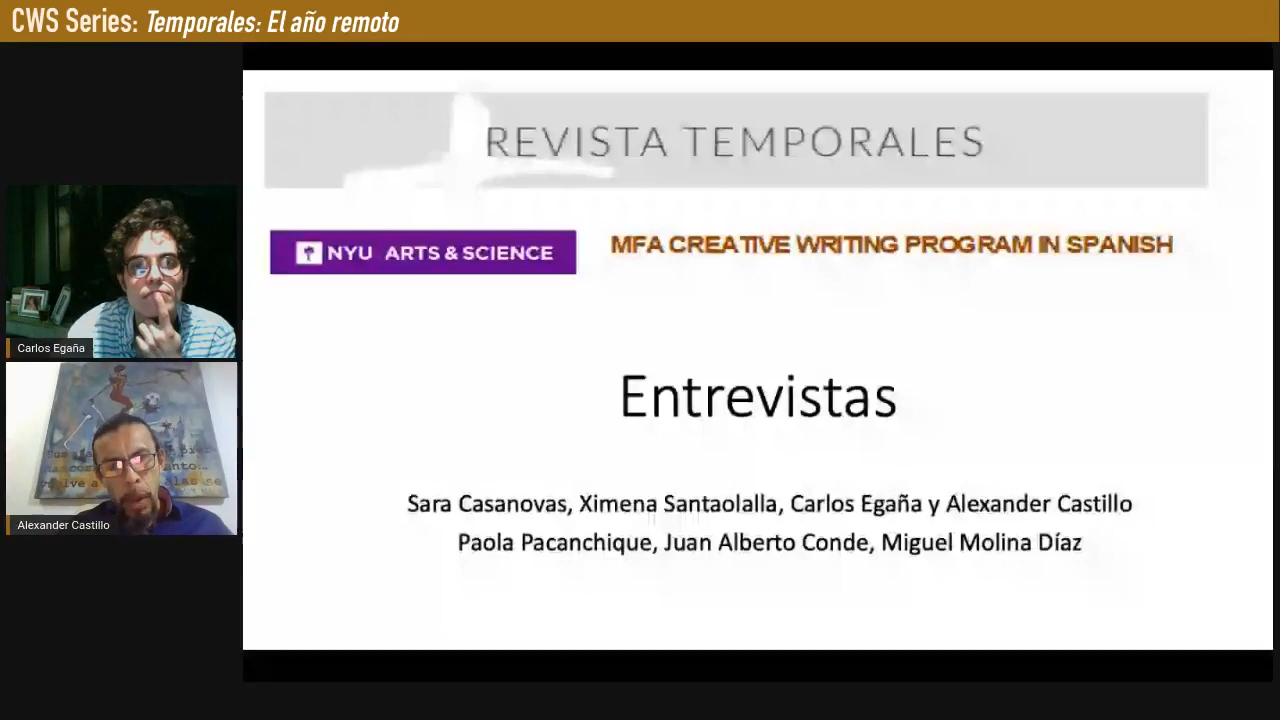 CWS Series: Temporales: El año remoto
REVISTA TEMPORALES
NYU ARTS & SCIENCE
MFA CREATIVE WRITING PROGRAM IN SPANISH
Entrevistas
Sara Casanovas, Ximena Santaolalla, Carlos Egaña y Alexander Castillo
Paola Pacanchique, Juan Alberto Conde, Miguel Molina Díaz
Carlos Egaña
Alexander Castillo